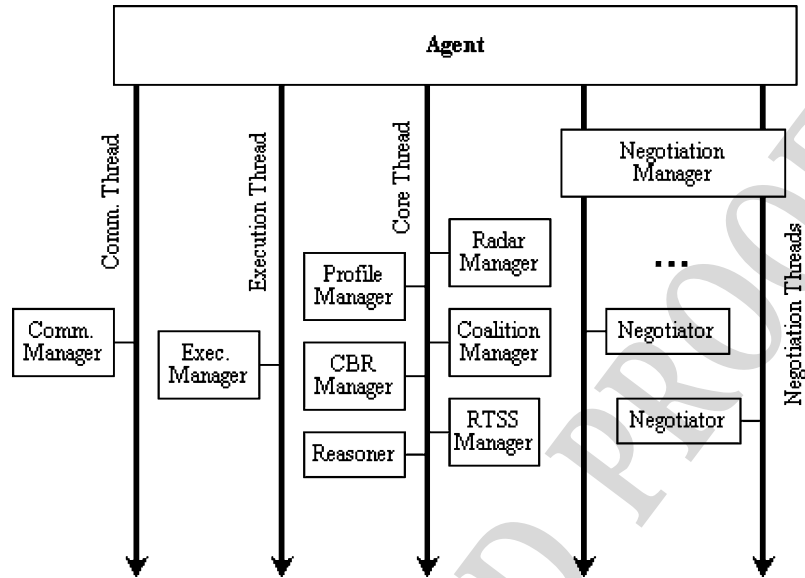 Agent
Comm. Thread
Execution Thread
Core Thread
Negotiation
Manager
Negotiation Threads
Radar
Manager
Profile
Manager
...
Comm.
Manager
Exec.
Manager
CBR
Manager
Coalition
Manager
Negotiator
Reasoner
RTSS
Manager
Negotiator
D PROOF